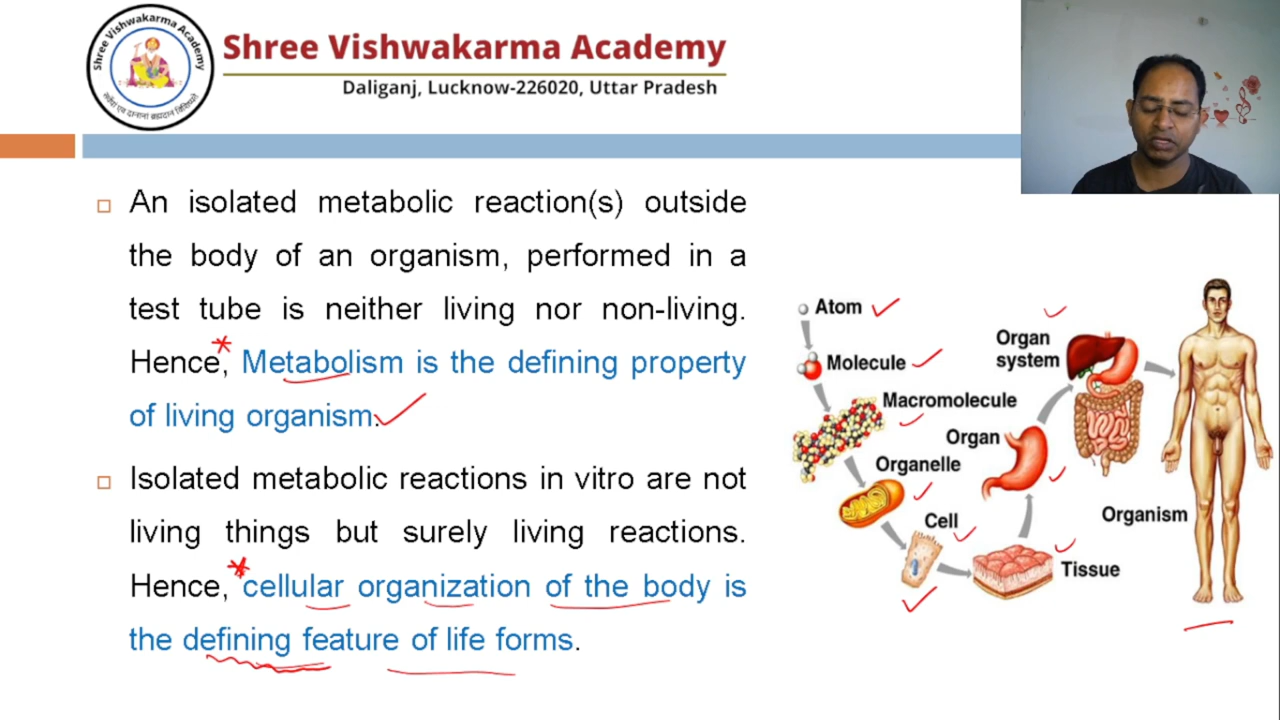 Shree Vishwakarma Academy
Shree Vishwakarma Academy
Daliganj, Lucknow-226020, Uttar Pradesh
An isolated metabolic reaction(s) outside
the body of an organism, performed in a
test tube is neither living nor non-living.
Hence, Metabolism is the defining property
of living organism.
Isolated metabolic reactions in vitro are not
living things but surely living reactions.
Hence, cellular organization of the body is
the defining feature of life forms.
Atom
Molecule
Macromolecule
Organelle
Cell
Tissue
Organ
Organ
system
Organism